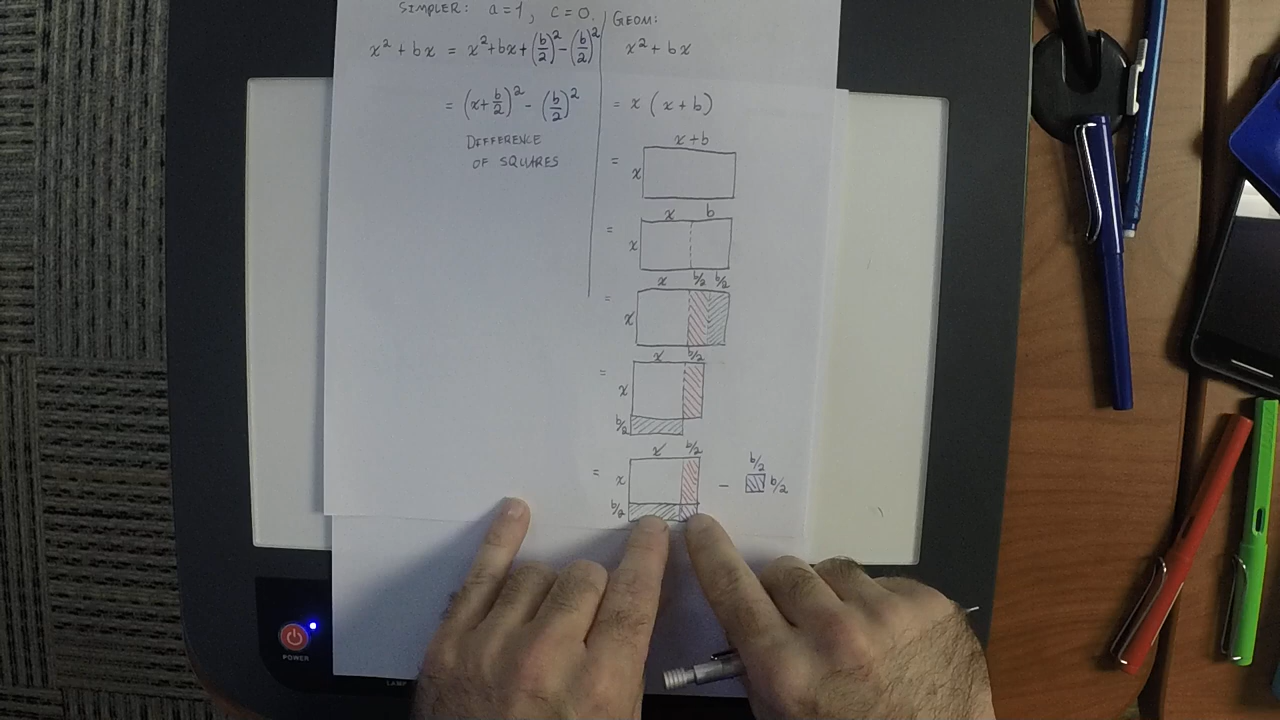 SIMPLER: a=1, c=0.
x² + bx = x²+bx+(b/2)²-(b/2)²
= (x+b/2)² - (b/2)²
DIFFERENCE
OF SQUARES
GEOM:
x² + bx
= x (x+b)
x+b
= x
x b
= x
x b/2 b/2
= x
x b/2
= x
b/2
x b/2 b/2
= x - b/2
b/2
POWER